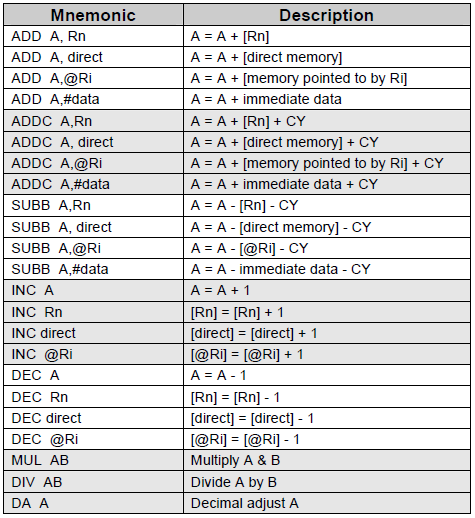 Mnemonic Description
ADD A, Rn A = A + [Rn]
ADD A, direct A = A + [direct memory]
ADD A,@Ri A = A + [memory pointed to by Ri]
ADD A,#data A = A + immediate data
ADDC A,Rn A = A + [Rn] + CY
ADDC A, direct A = A + [direct memory] + CY
ADDC A,@Ri A = A + [memory pointed to by Ri] + CY
ADDC A,#data A = A + immediate data + CY
SUBB A,Rn A = A - [Rn] - CY
SUBB A, direct A = A - [direct memory] - CY
SUBB A,@Ri A = A - [@Ri] - CY
SUBB A,#data A = A - immediate data - CY
INC A A = A + 1
INC Rn [Rn] = [Rn] + 1
INC direct [direct] = [direct] + 1
INC @Ri [@Ri] = [@Ri] + 1
DEC A A = A - 1
DEC Rn [Rn] = [Rn] - 1
DEC direct [direct] = [direct] - 1
DEC @Ri [@Ri] = [@Ri] - 1
MUL AB Multiply A & B
DIV AB Divide A by B
DA A Decimal adjust A